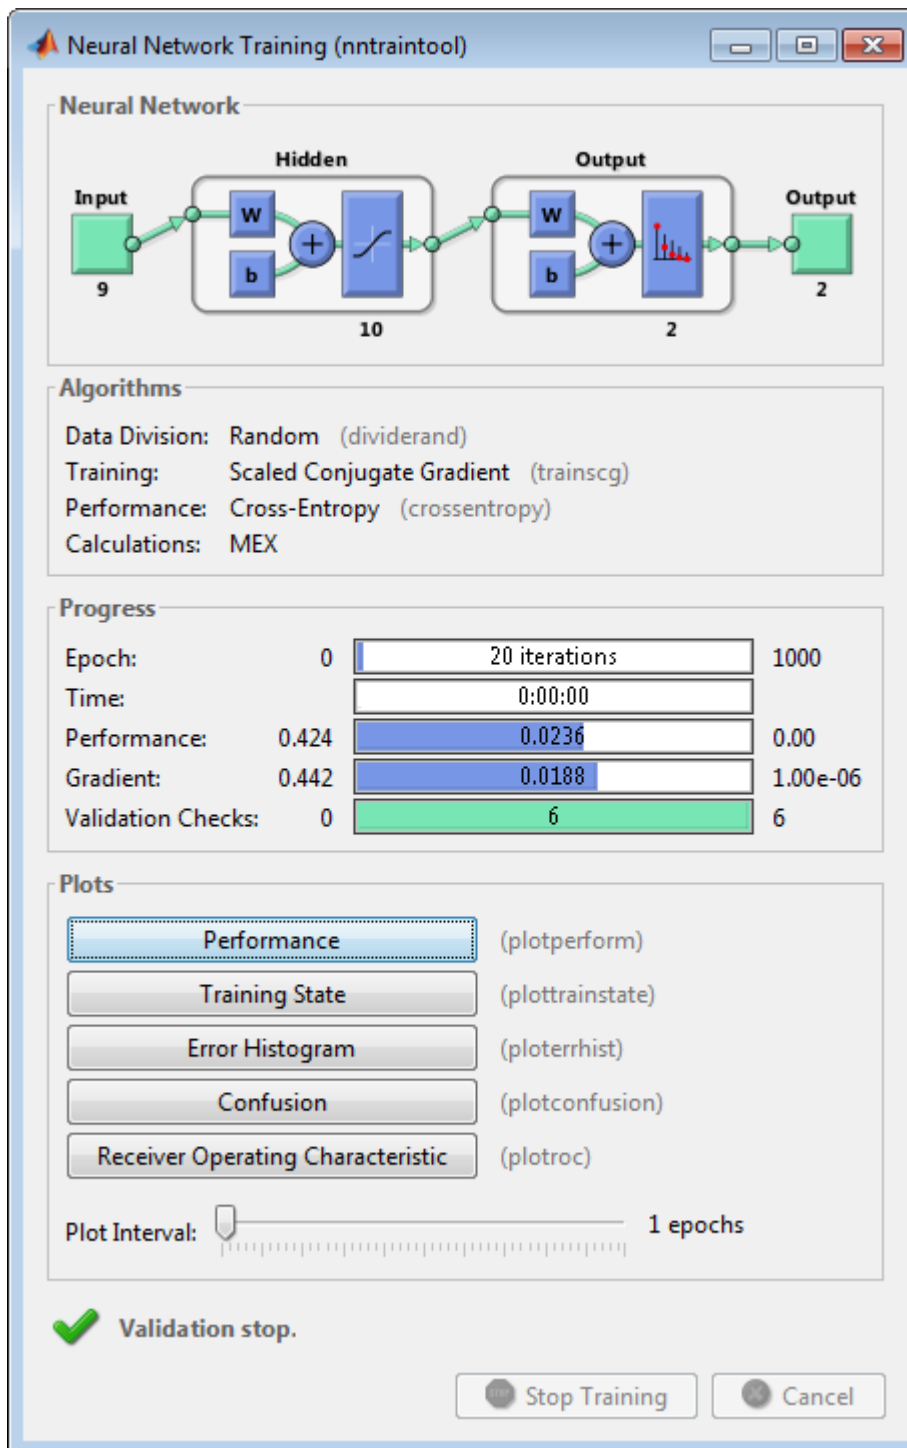 Neural Network Training (nntraintool)
Neural Network
Hidden
Output
Input
Output
W
W
b
b
9
2
10
2
Algorithms
Data Division: Random (dividerand)
Training: Scaled Conjugate Gradient (trainscg)
Performance: Cross-Entropy (crossentropy)
Calculations: MEX
Progress
Epoch: 0 20 iterations 1000
Time: 0:00:00
Performance: 0.424 0.0236 0.00
Gradient: 0.442 0.0188 1.00e-06
Validation Checks: 0 6 6
Plots
Performance (plotperform)
Training State (plottrainstate)
Error Histogram (ploterrhist)
Confusion (plotconfusion)
Receiver Operating Characteristic (plotroc)
Plot Interval: 1 epochs
Validation stop.
STOP Stop Training Cancel